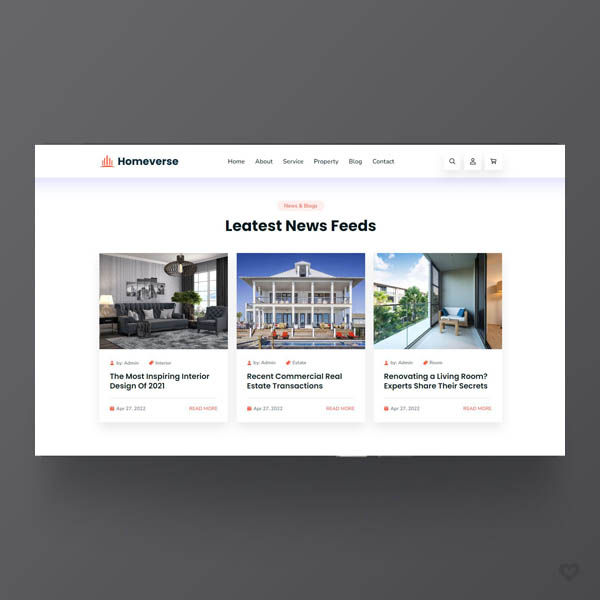 Homeverse
Home About Service Property Blog Contact
News & Blogs
Leatest News Feeds
by: Admin Interior
The Most Inspiring Interior
Design Of 2021
Apr 27, 2022 READ MORE
by: Admin Estate
Recent Commercial Real
Estate Transactions
Apr 27, 2022 READ MORE
by: Admin Room
Renovating a Living Room?
Experts Share Their Secrets
Apr 27, 2022 READ MORE